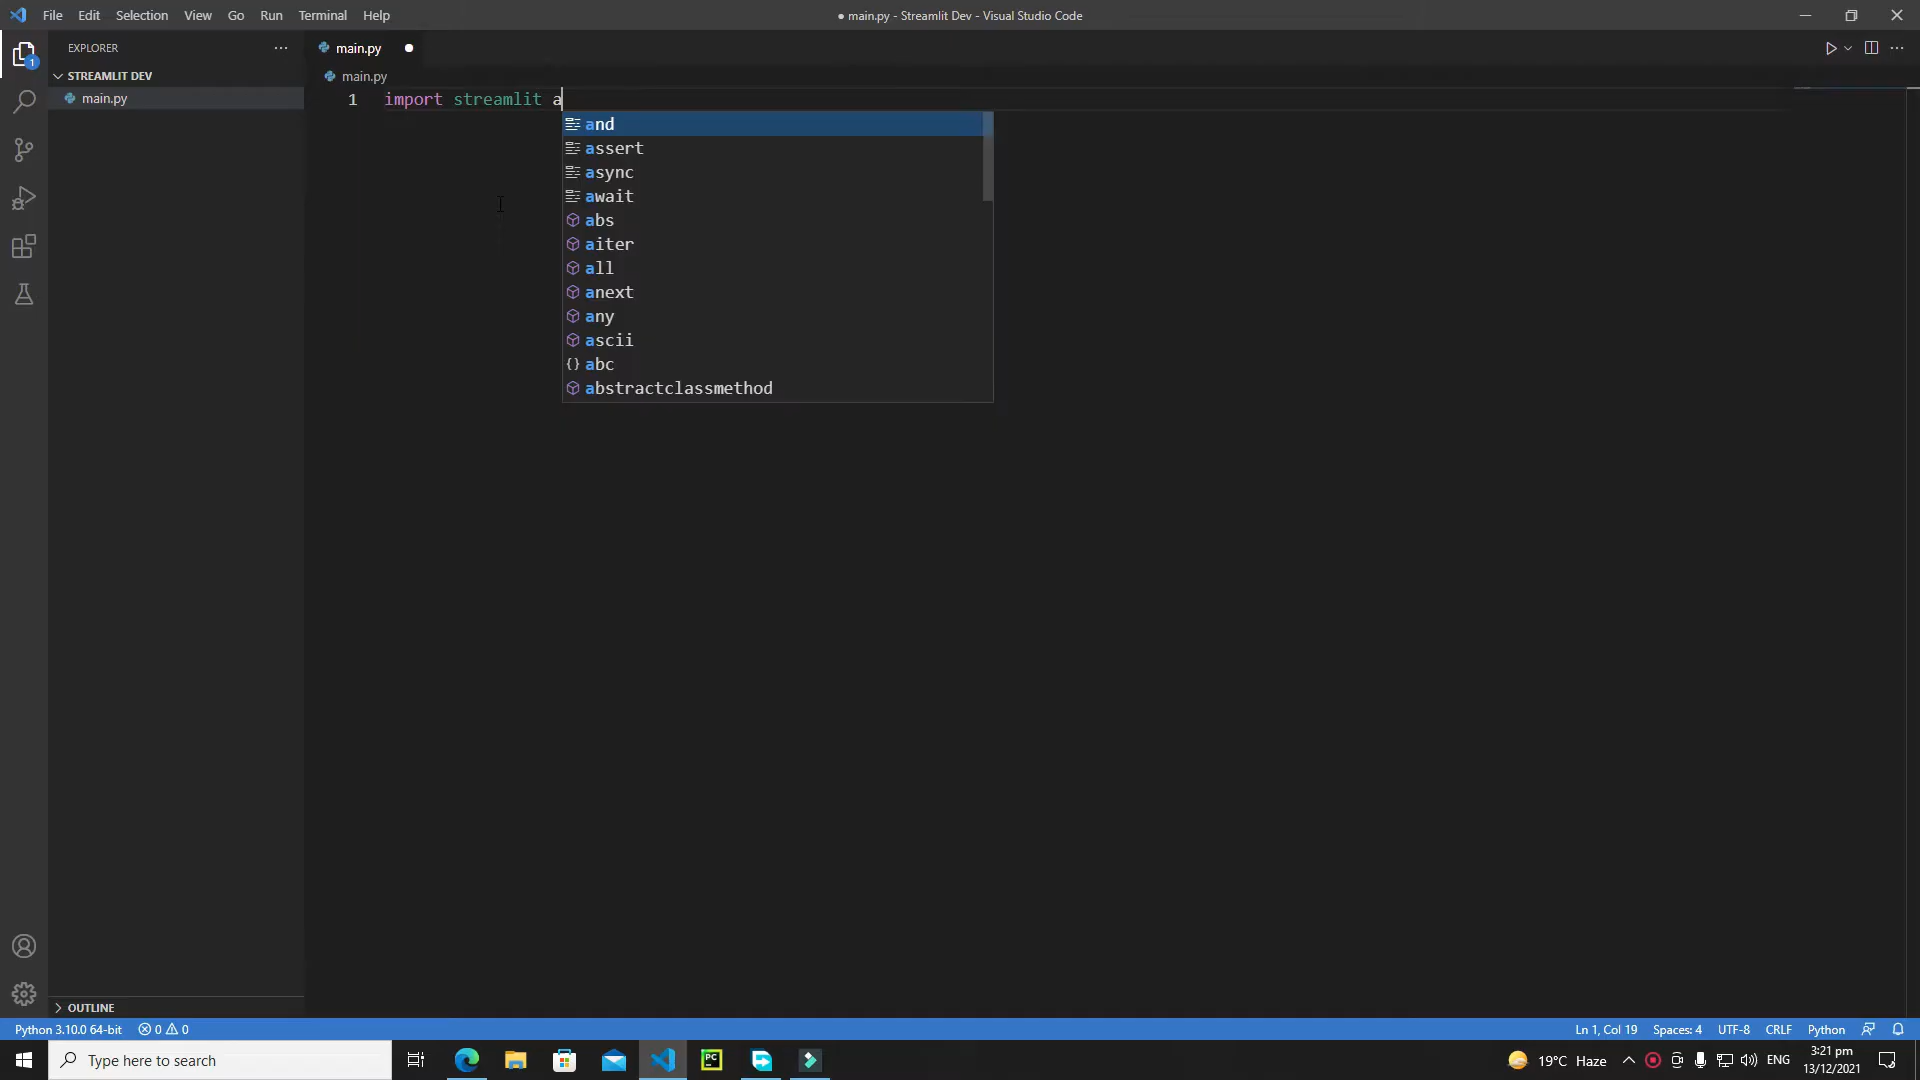 File Edit Selection View Go Run Terminal Help
● main.py - Streamlit Dev - Visual Studio Code
EXPLORER
main.py
STREAMLIT DEV
main.py
main.py
1 import streamlit a
and
assert
async
await
abs
aiter
all
anext
any
ascii
abc
abstractclassmethod
OUTLINE
1
Python 3.10.0 64-bit 0 0
Ln 1, Col 19 Spaces: 4 UTF-8 CRLF Python
Type here to search
PC
19°C Haze
ENG
3:21 pm
13/12/2021